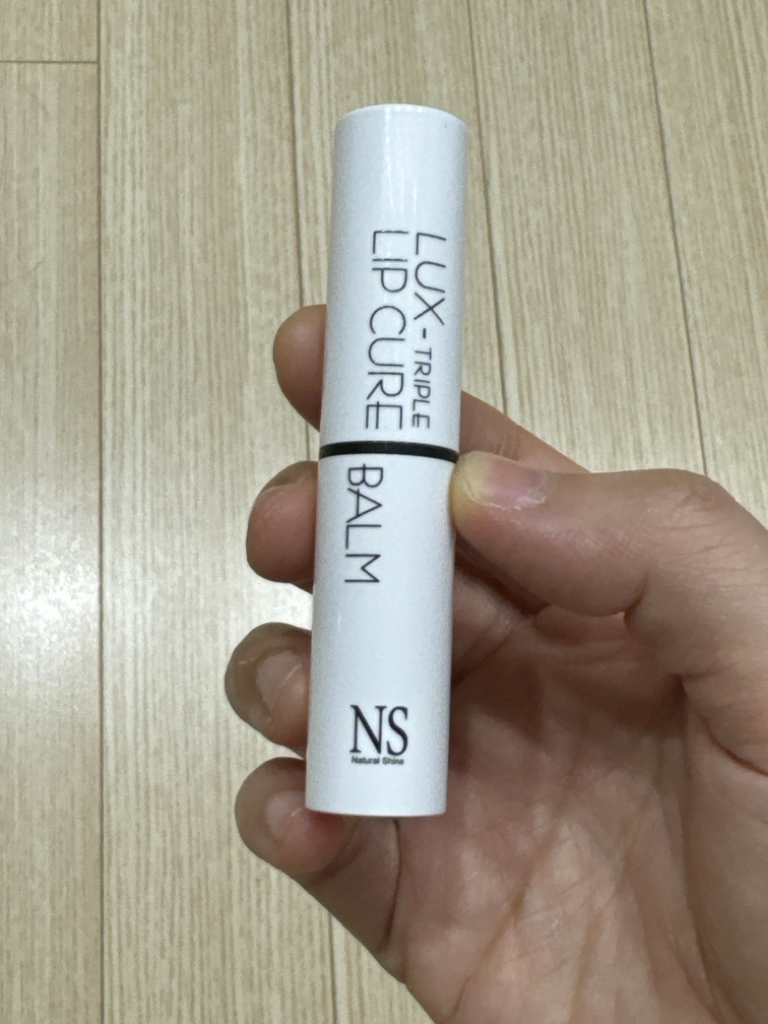 LUX-TRIPLE
LIP CURE
BALM
NS
Natural Shine